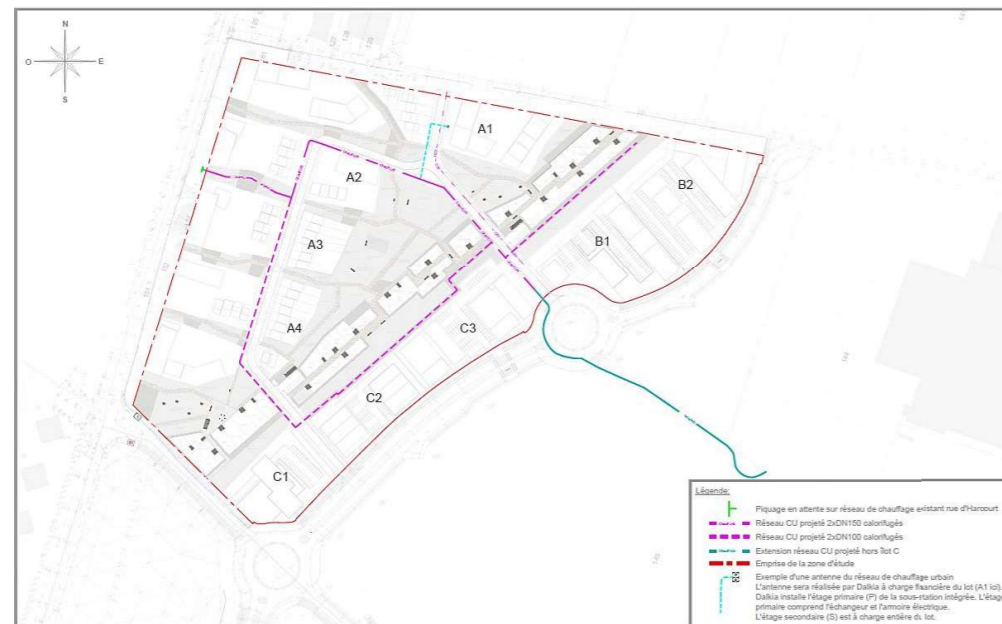 N
O E
S
A1
A2
B2
A3
B1
A4
C3
C2
C1
Légende:
Piquage en attente sur réseau de chauffage existant rue d'Harcourt
Réseau CU projeté 2xDN150 calorifugés
Réseau CU projeté 2xDN100 calorifugés
Extension réseau CU projeté hors îlot C
Emprise de la zone d'étude
Exemple d'une antenne du réseau de chauffage urbain
L'antenne sera réalisée par Dalkia à charge financière du lot (A1 ici).
Dalkia installe l'étage primaire (P) de la sous-station intégrée. L'étage
primaire comprend l'échangeur et l'armoire électrique.
L'étage secondaire (S) est à charge entière du lot.